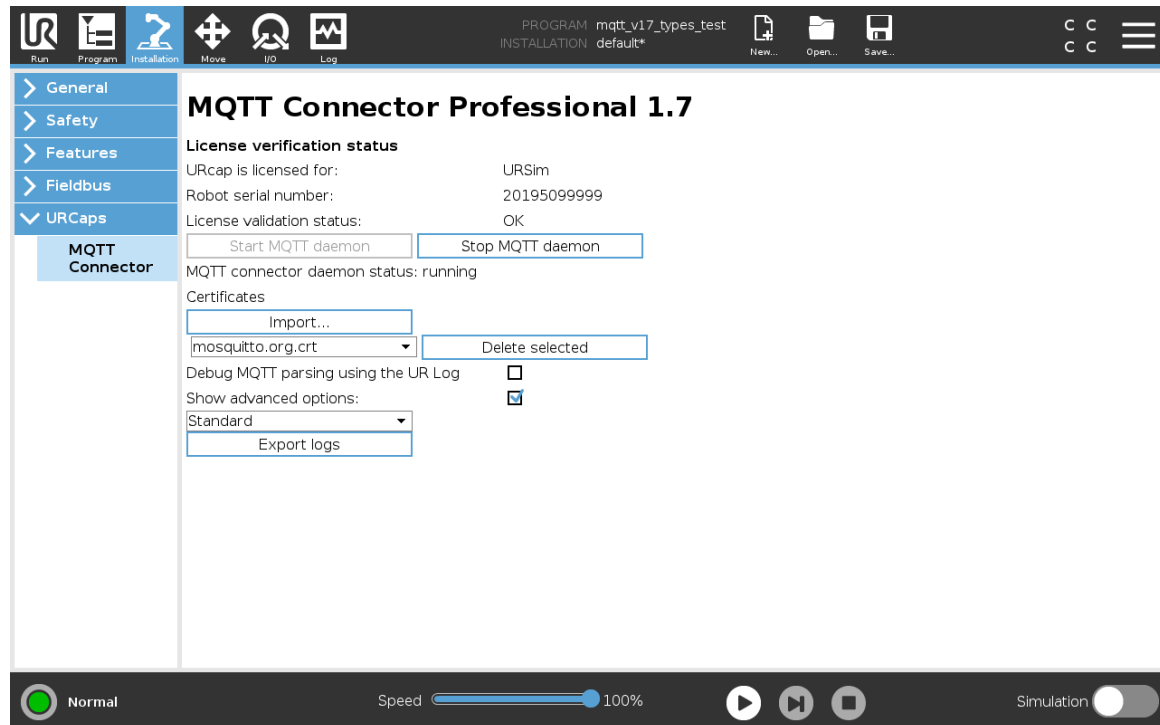 PROGRAM mqtt_v17_types_test
INSTALLATION default*
UR
Run Program Installation Move I/O Log New... Open... Save...
C C
C C
General
Safety
Features
Fieldbus
URCaps
MQTT
Connector
MQTT Connector Professional 1.7
License verification status
URcap is licensed for: URSim
Robot serial number: 20195099999
License validation status: OK
Start MQTT daemon Stop MQTT daemon
MQTT connector daemon status: running
Certificates
Import...
mosquitto.org.crt Delete selected
Debug MQTT parsing using the UR Log
Show advanced options:
Standard
Export logs
Normal Speed 100% Simulation